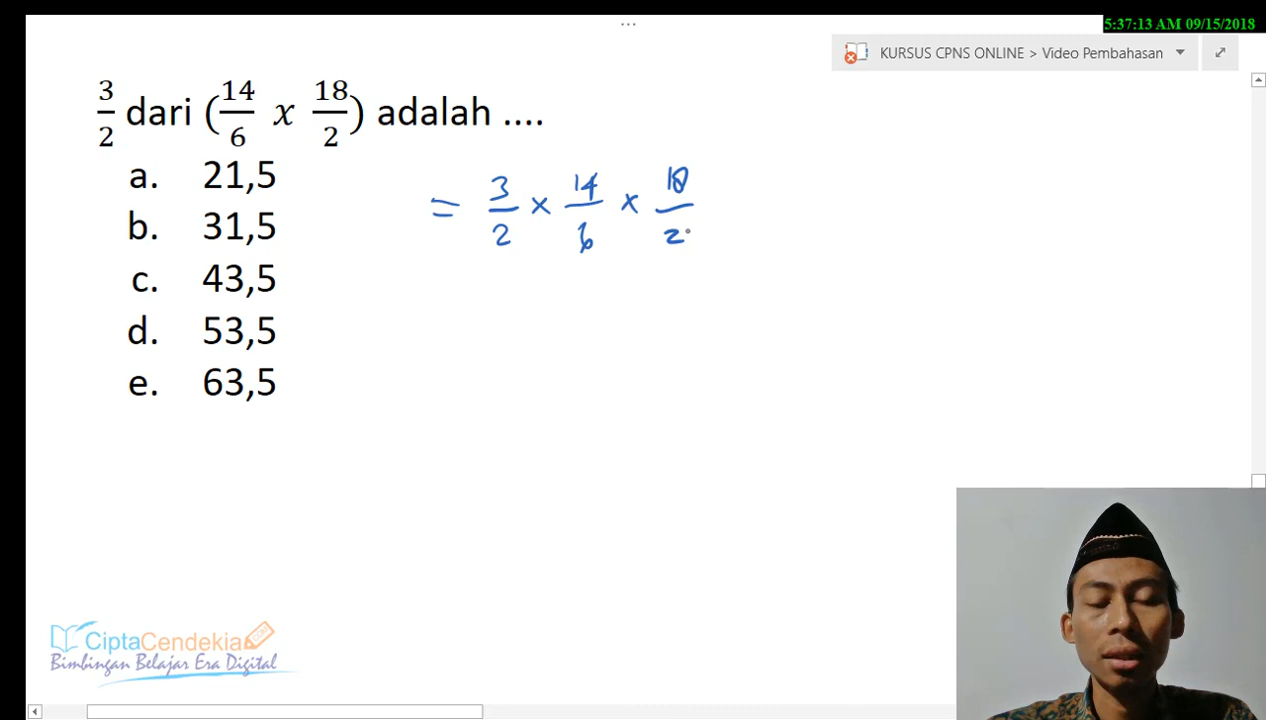 5:37:13 AM 09/15/2018
KURSUS CPNS ONLINE > Video Pembahasan
3/2 dari (14/6 x 18/2) adalah ....
a. 21,5
b. 31,5
c. 43,5
d. 53,5
e. 63,5
= 3/2 × 14/6 × 18/2
CiptaCendekia.COM
Bimbingan Belajar Era Digital